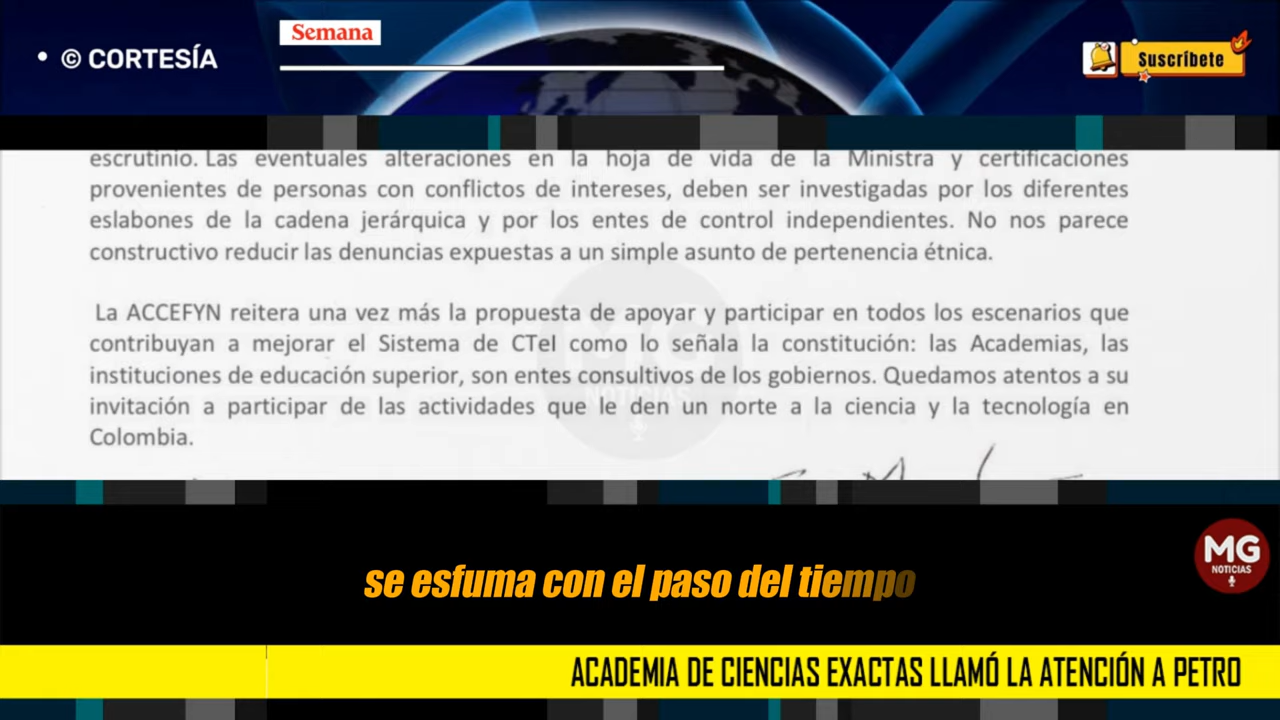 • © CORTESÍA
Semana
Suscríbete
escrutinio. Las eventuales alteraciones en la hoja de vida de la Ministra y certificaciones
provenientes de personas con conflictos de intereses, deben ser investigadas por los diferentes
eslabones de la cadena jerárquica y por los entes de control independientes. No nos parece
constructivo reducir las denuncias expuestas a un simple asunto de pertenencia étnica.
La ACCEFYN reitera una vez más la propuesta de apoyar y participar en todos los escenarios que
contribuyan a mejorar el Sistema de CTeI como lo señala la constitución: las Academias, las
instituciones de educación superior, son entes consultivos de los gobiernos. Quedamos atentos a su
invitación a participar de las actividades que le den un norte a la ciencia y la tecnología en
Colombia.
MG
NOTICIAS
se esfuma con el paso del tiempo
MG
NOTICIAS
ACADEMIA DE CIENCIAS EXACTAS LLAMÓ LA ATENCIÓN A PETRO